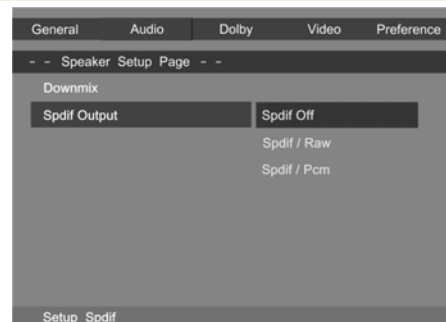 General Audio Dolby Video Preference
- - Speaker Setup Page - -
Downmix
Spdif Output Spdif Off
Spdif / Raw
Spdif / Pcm
Setup Spdif